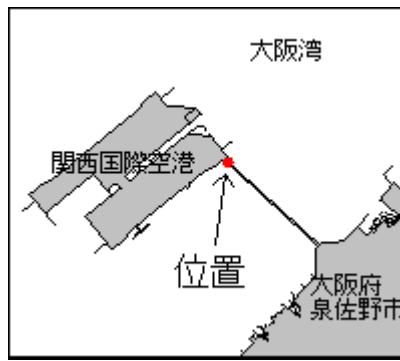 大阪湾
関西国際空港
位置
大阪府
泉佐野市